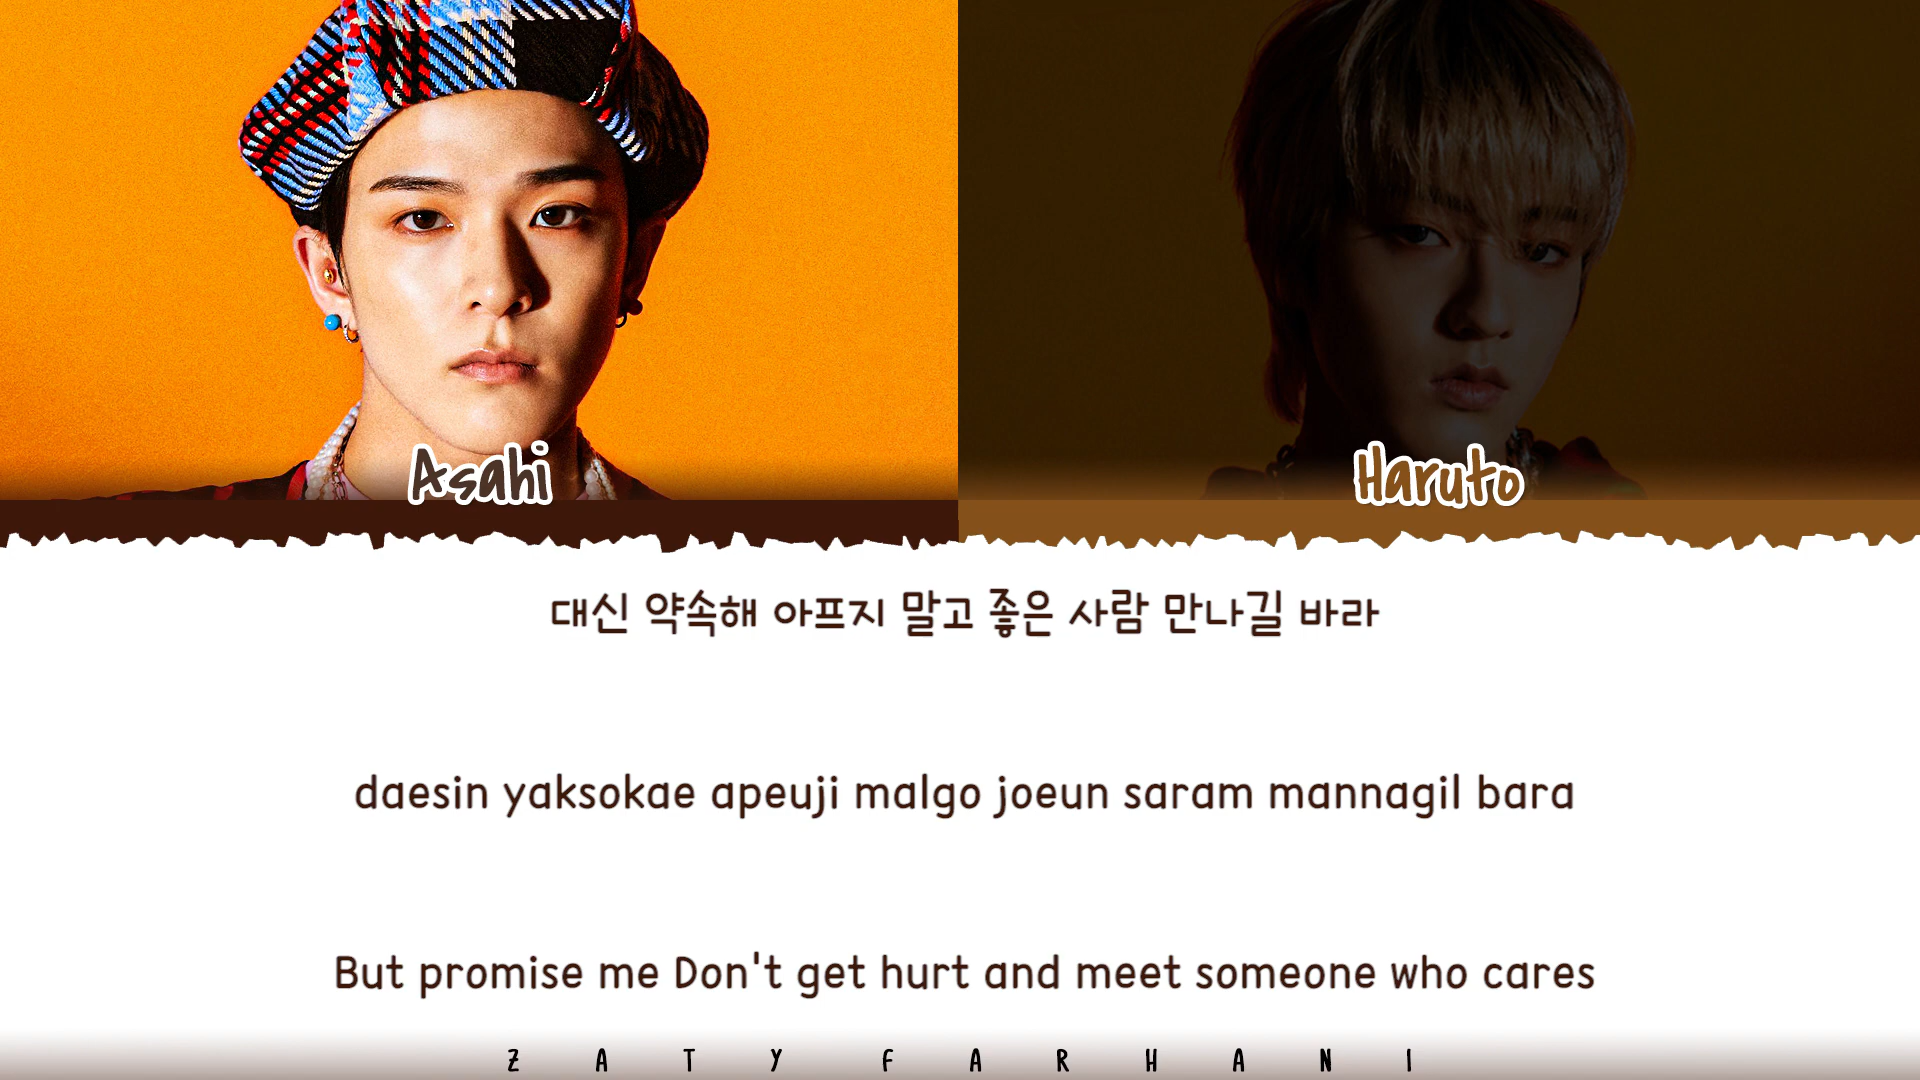 Asahi
Haruto
대신 약속해 아프지 말고 좋은 사람 만나길 바라
daesin yaksokae apeuji malgo joeun saram mannagil bara
But promise me Don't get hurt and meet someone who cares
ZATY FARHANI